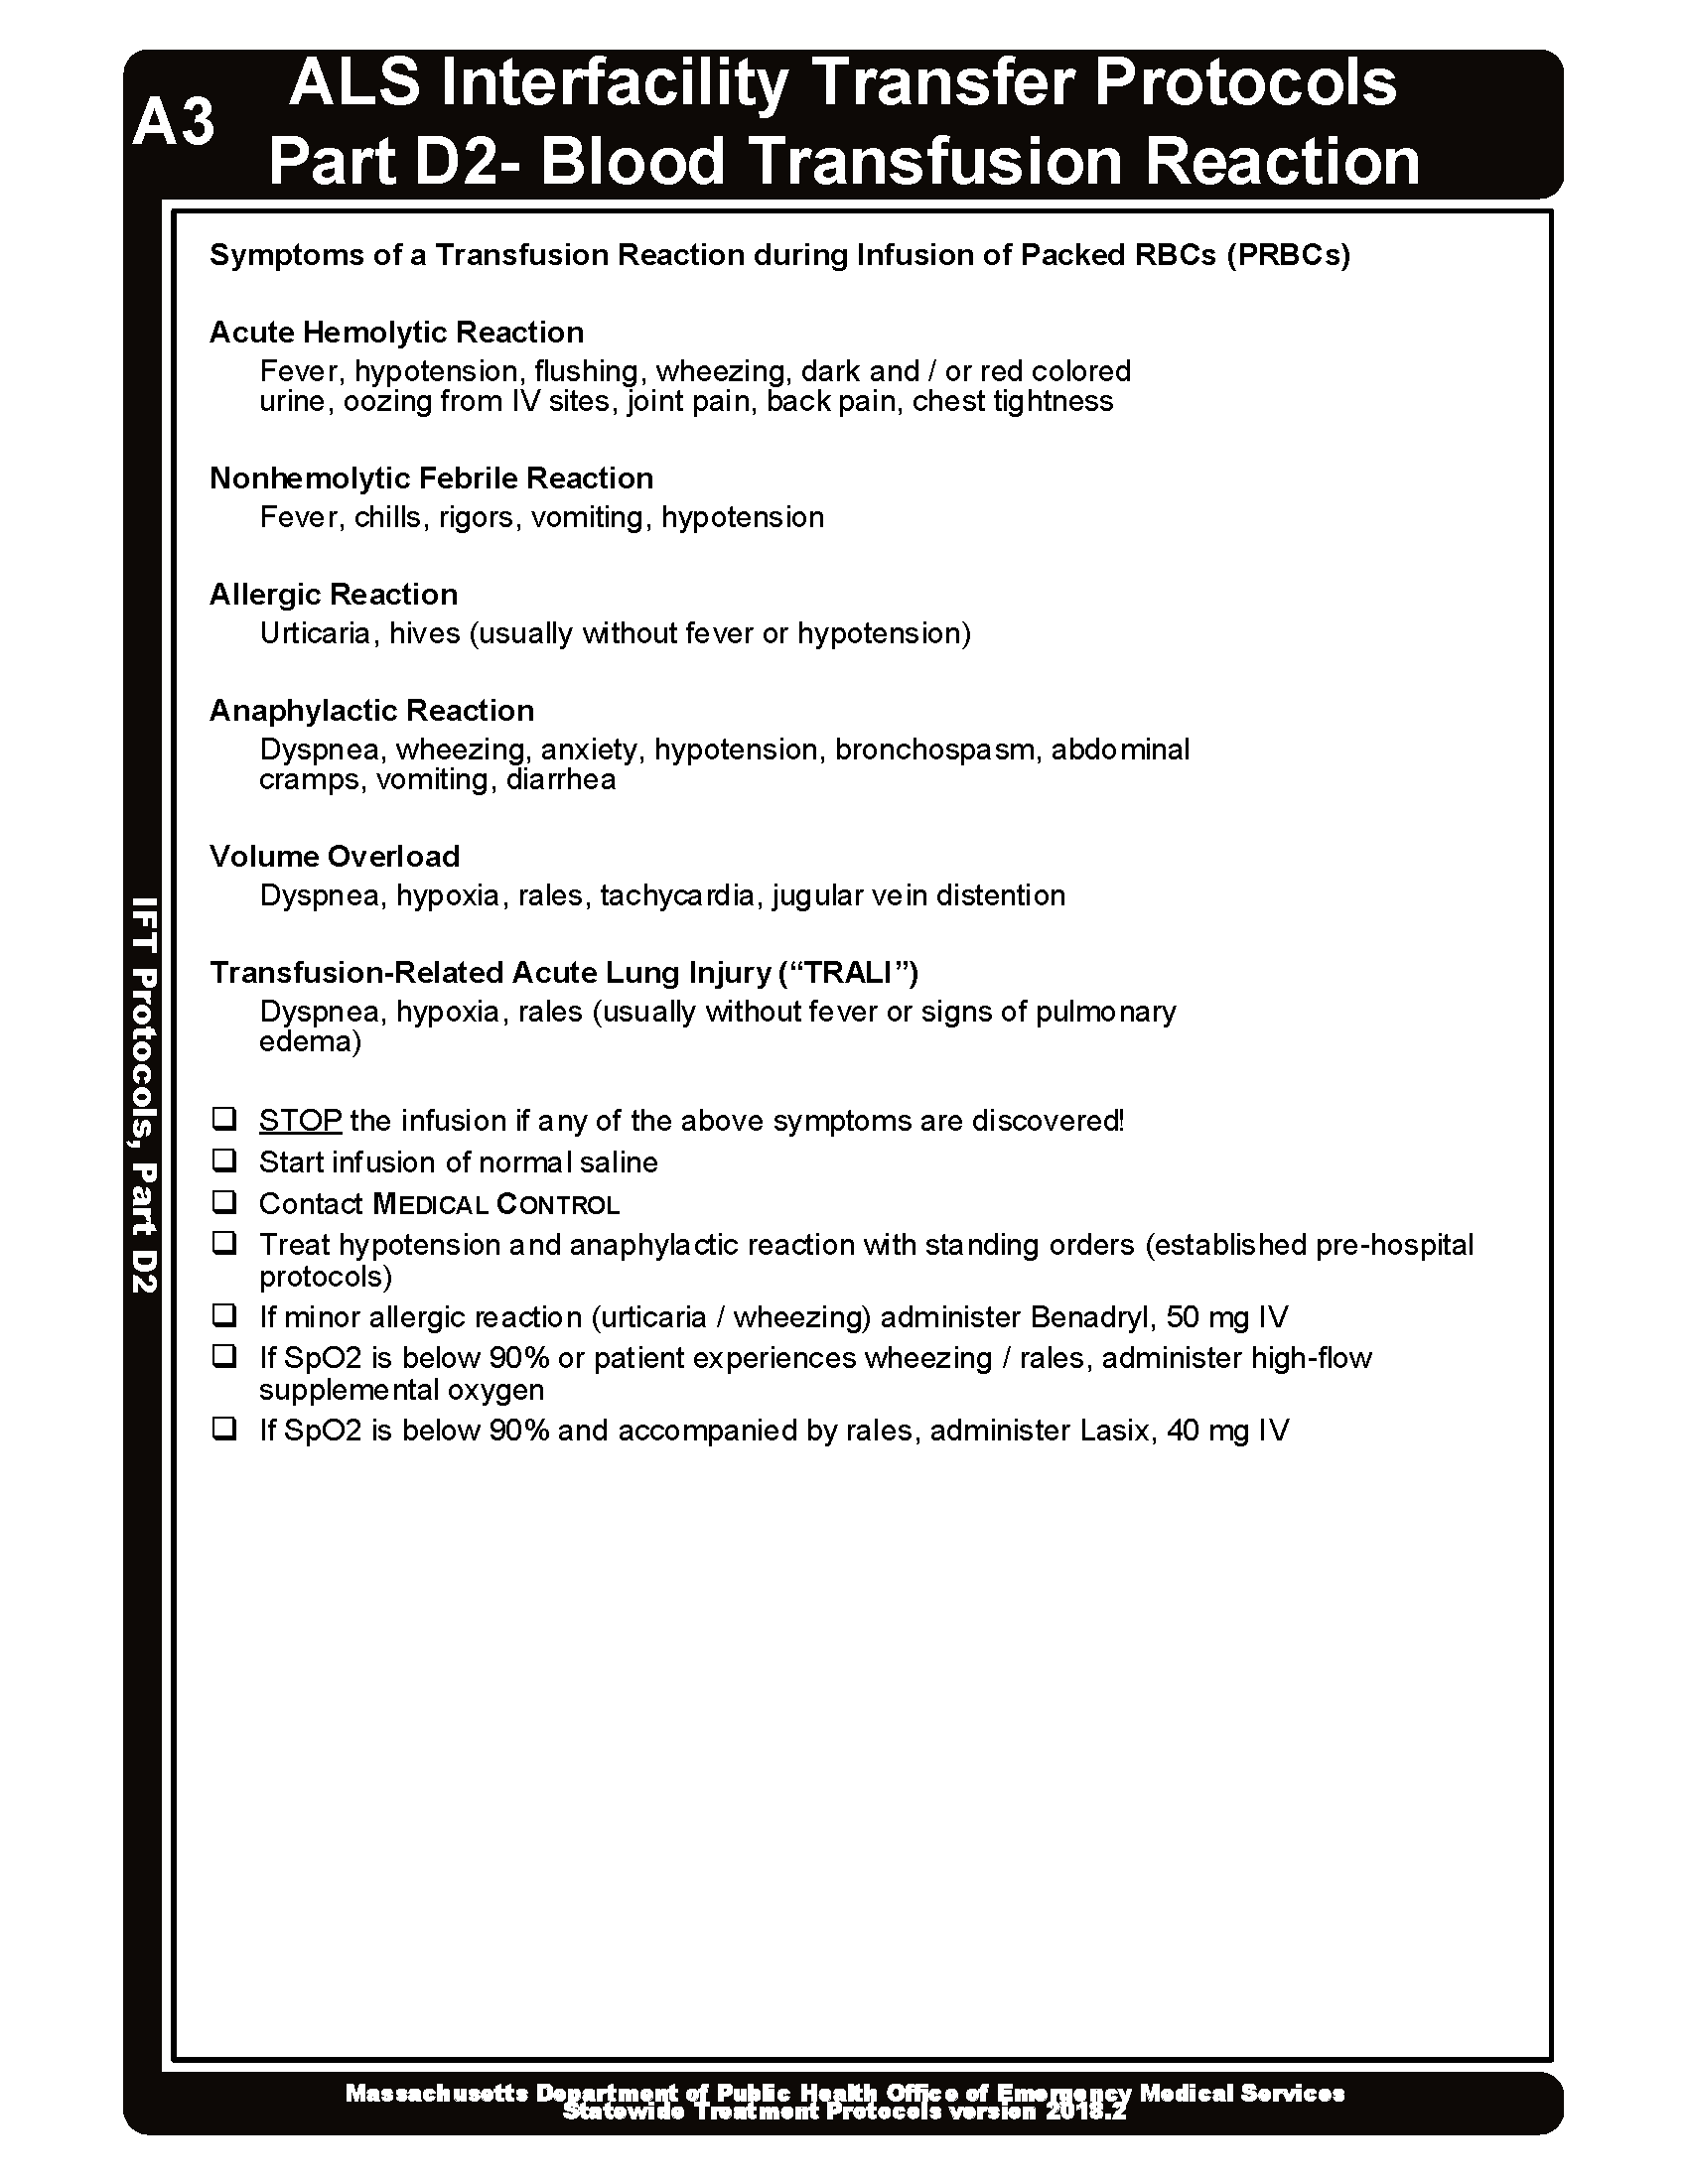 A3
ALS Interfacility Transfer Protocols
Part D2- Blood Transfusion Reaction
Symptoms of a Transfusion Reaction during Infusion of Packed RBCs (PRBCs)
Acute Hemolytic Reaction
Fever, hypotension, flushing, wheezing, dark and / or red colored
urine, oozing from IV sites, joint pain, back pain, chest tightness
Nonhemolytic Febrile Reaction
Fever, chills, rigors, vomiting, hypotension
Allergic Reaction
Urticaria, hives (usually without fever or hypotension)
Anaphylactic Reaction
Dyspnea, wheezing, anxiety, hypotension, bronchospasm, abdominal
cramps, vomiting, diarrhea
Volume Overload
Dyspnea, hypoxia, rales, tachycardia, jugular vein distention
Transfusion-Related Acute Lung Injury (“TRALI”)
Dyspnea, hypoxia, rales (usually without fever or signs of pulmonary
edema)
❑ STOP the infusion if any of the above symptoms are discovered!
❑ Start infusion of normal saline
❑ Contact MEDICAL CONTROL
❑ Treat hypotension and anaphylactic reaction with standing orders (established pre-hospital
protocols)
❑ If minor allergic reaction (urticaria / wheezing) administer Benadryl, 50 mg IV
❑ If SpO2 is below 90% or patient experiences wheezing / rales, administer high-flow
supplemental oxygen
❑ If SpO2 is below 90% and accompanied by rales, administer Lasix, 40 mg IV
IFT Protocols, Part D2
Massachusetts Department of Public Health Office of Emergency Medical Services
Statewide Treatment Protocols version 2018.2